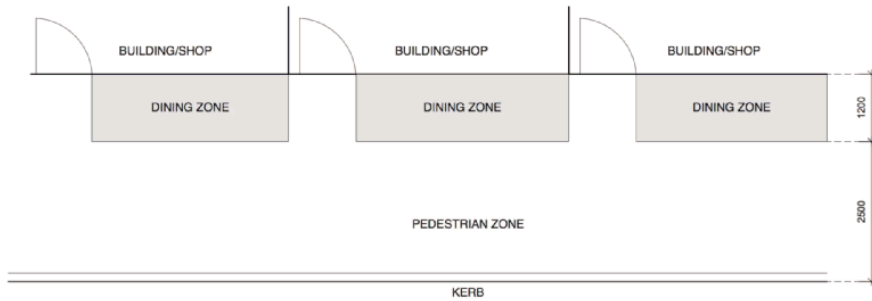 BUILDING/SHOP
BUILDING/SHOP
BUILDING/SHOP
DINING ZONE
DINING ZONE
DINING ZONE
1200
PEDESTRIAN ZONE
2500
KERB